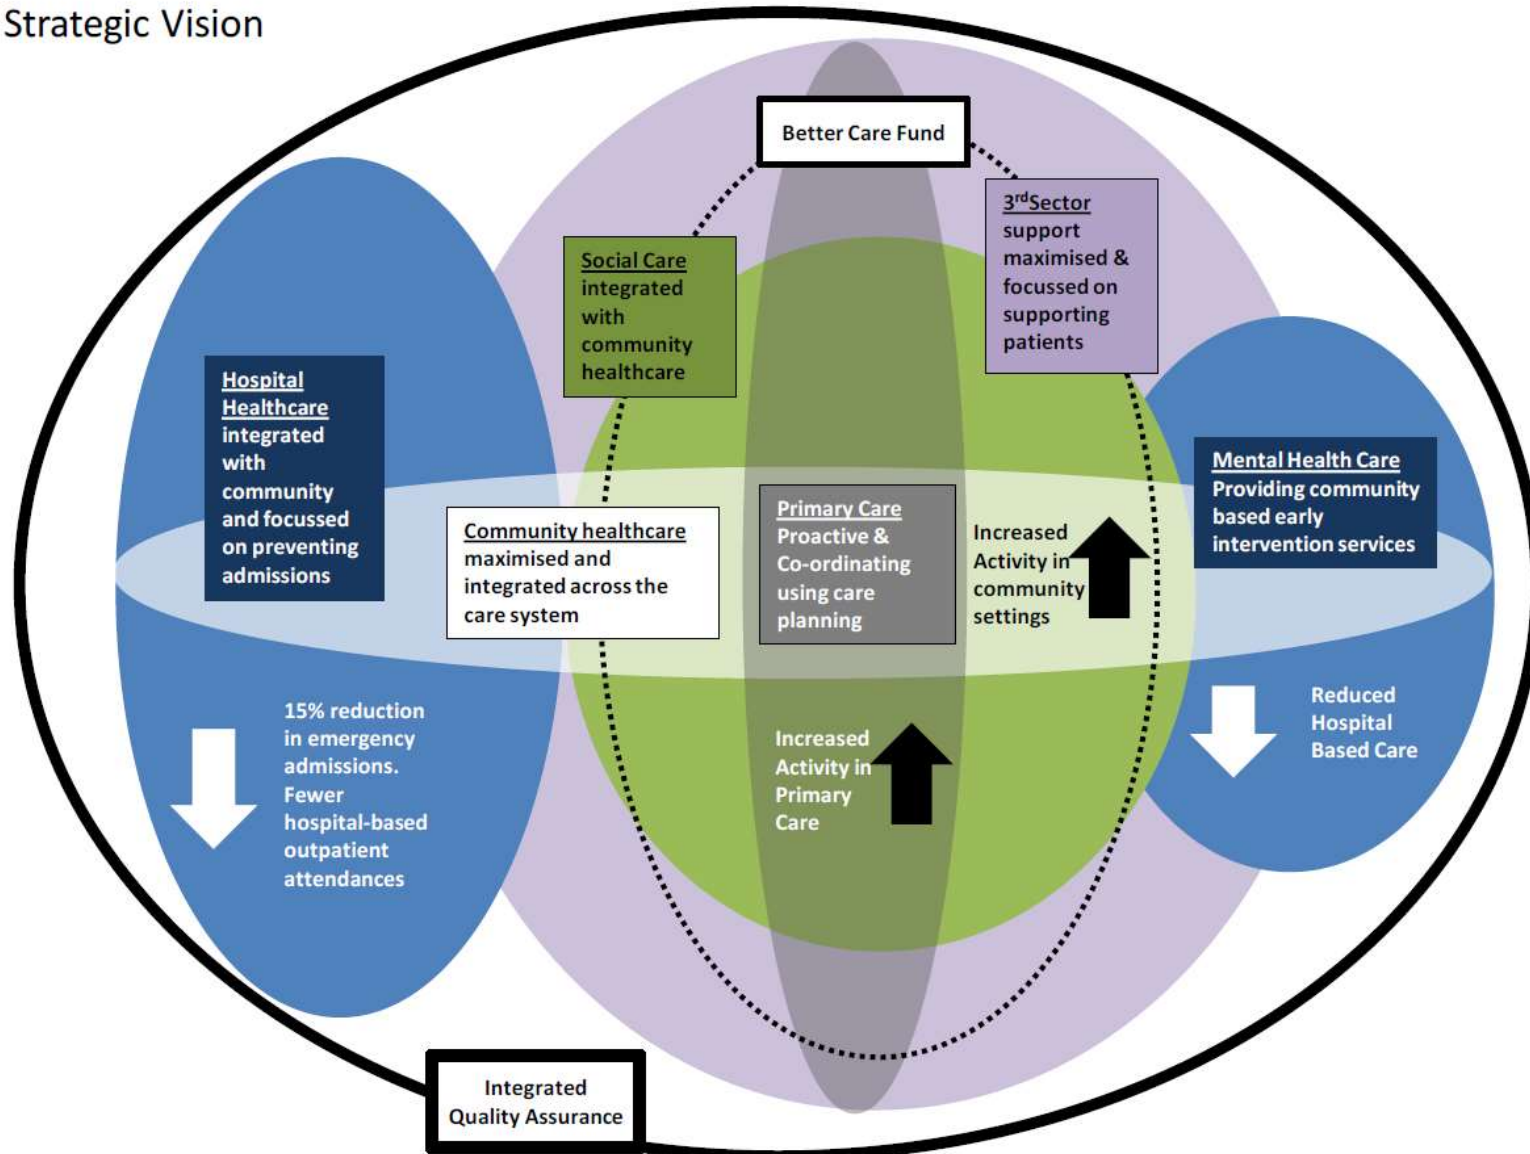 Strategic Vision
Better Care Fund
3rdSector
support
maximised &
focussed on
supporting
patients
Social Care
integrated
with
community
healthcare
Hospital
Healthcare
integrated
with
community
and focussed
on preventing
admissions
Mental Health Care
Providing community
based early
intervention services
Community healthcare
maximised and
integrated across the
care system
Primary Care
Proactive &
Co-ordinating
using care
planning
Increased
Activity in
community
settings
15% reduction
in emergency
admissions.
Fewer
hospital-based
outpatient
attendances
Increased
Activity in
Primary
Care
Reduced
Hospital
Based Care
Integrated
Quality Assurance